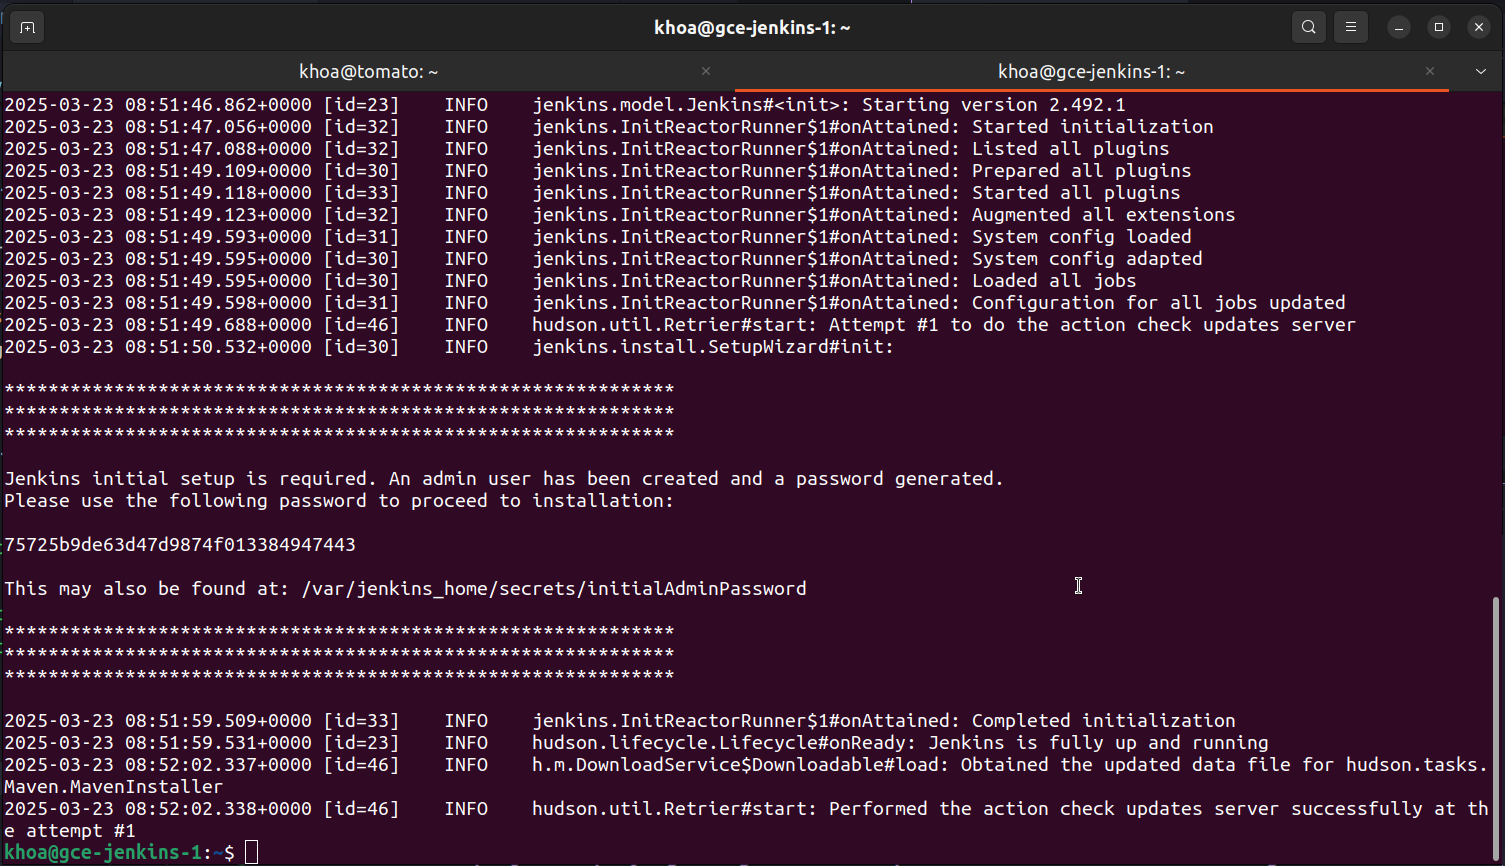 khoa@gce-jenkins-1: ~
khoa@tomato: ~
khoa@gce-jenkins-1: ~
2025-03-23 08:51:46.862+0000 [id=23]    INFO    jenkins.model.Jenkins#<init>: Starting version 2.492.1
2025-03-23 08:51:47.056+0000 [id=32]    INFO    jenkins.InitReactorRunner$1#onAttained: Started initialization
2025-03-23 08:51:47.088+0000 [id=32]    INFO    jenkins.InitReactorRunner$1#onAttained: Listed all plugins
2025-03-23 08:51:49.109+0000 [id=30]    INFO    jenkins.InitReactorRunner$1#onAttained: Prepared all plugins
2025-03-23 08:51:49.118+0000 [id=33]    INFO    jenkins.InitReactorRunner$1#onAttained: Started all plugins
2025-03-23 08:51:49.123+0000 [id=32]    INFO    jenkins.InitReactorRunner$1#onAttained: Augmented all extensions
2025-03-23 08:51:49.593+0000 [id=31]    INFO    jenkins.InitReactorRunner$1#onAttained: System config loaded
2025-03-23 08:51:49.595+0000 [id=30]    INFO    jenkins.InitReactorRunner$1#onAttained: System config adapted
2025-03-23 08:51:49.595+0000 [id=30]    INFO    jenkins.InitReactorRunner$1#onAttained: Loaded all jobs
2025-03-23 08:51:49.598+0000 [id=31]    INFO    jenkins.InitReactorRunner$1#onAttained: Configuration for all jobs updated
2025-03-23 08:51:49.688+0000 [id=46]    INFO    hudson.util.Retrier#start: Attempt #1 to do the action check updates server
2025-03-23 08:51:50.532+0000 [id=30]    INFO    jenkins.install.SetupWizard#init:
*************************************************************
*************************************************************
*************************************************************
Jenkins initial setup is required. An admin user has been created and a password generated.
Please use the following password to proceed to installation:
75725b9de63d47d9874f013384947443
This may also be found at: /var/jenkins_home/secrets/initialAdminPassword
*************************************************************
*************************************************************
*************************************************************
2025-03-23 08:51:59.509+0000 [id=33]    INFO    jenkins.InitReactorRunner$1#onAttained: Completed initialization
2025-03-23 08:51:59.531+0000 [id=23]    INFO    hudson.lifecycle.Lifecycle#onReady: Jenkins is fully up and running
2025-03-23 08:52:02.337+0000 [id=46]    INFO    h.m.DownloadService$Downloadable#load: Obtained the updated data file for hudson.tasks.
Maven.MavenInstaller
2025-03-23 08:52:02.338+0000 [id=46]    INFO    hudson.util.Retrier#start: Performed the action check updates server successfully at th
e attempt #1
khoa@gce-jenkins-1:~$